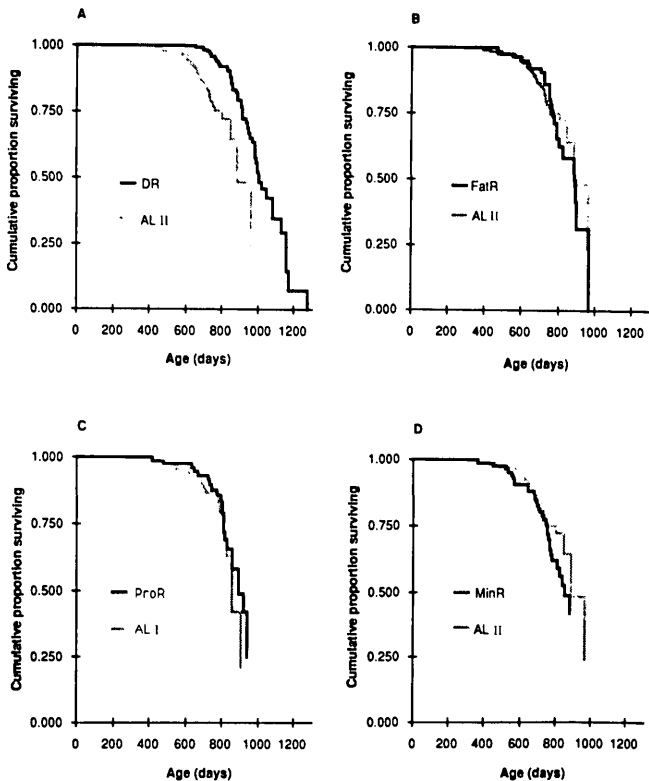 A
Cumulative proportion surviving
1.000
0.750
0.500
0.250
0.000
DR
AL II
0 200 400 600 800 1000 1200
Age (days)
B
Cumulative proportion surviving
1.000
0.750
0.500
0.250
0.000
FatR
AL II
0 200 400 600 800 1000 1200
Age (days)
C
Cumulative proportion surviving
1.000
0.750
0.500
0.250
0.000
ProR
AL I
0 200 400 600 800 1000 1200
Age (days)
D
Cumulative proportion surviving
1.000
0.750
0.500
0.250
0.000
MinR
AL II
0 200 400 600 800 1000 1200
Age (days)